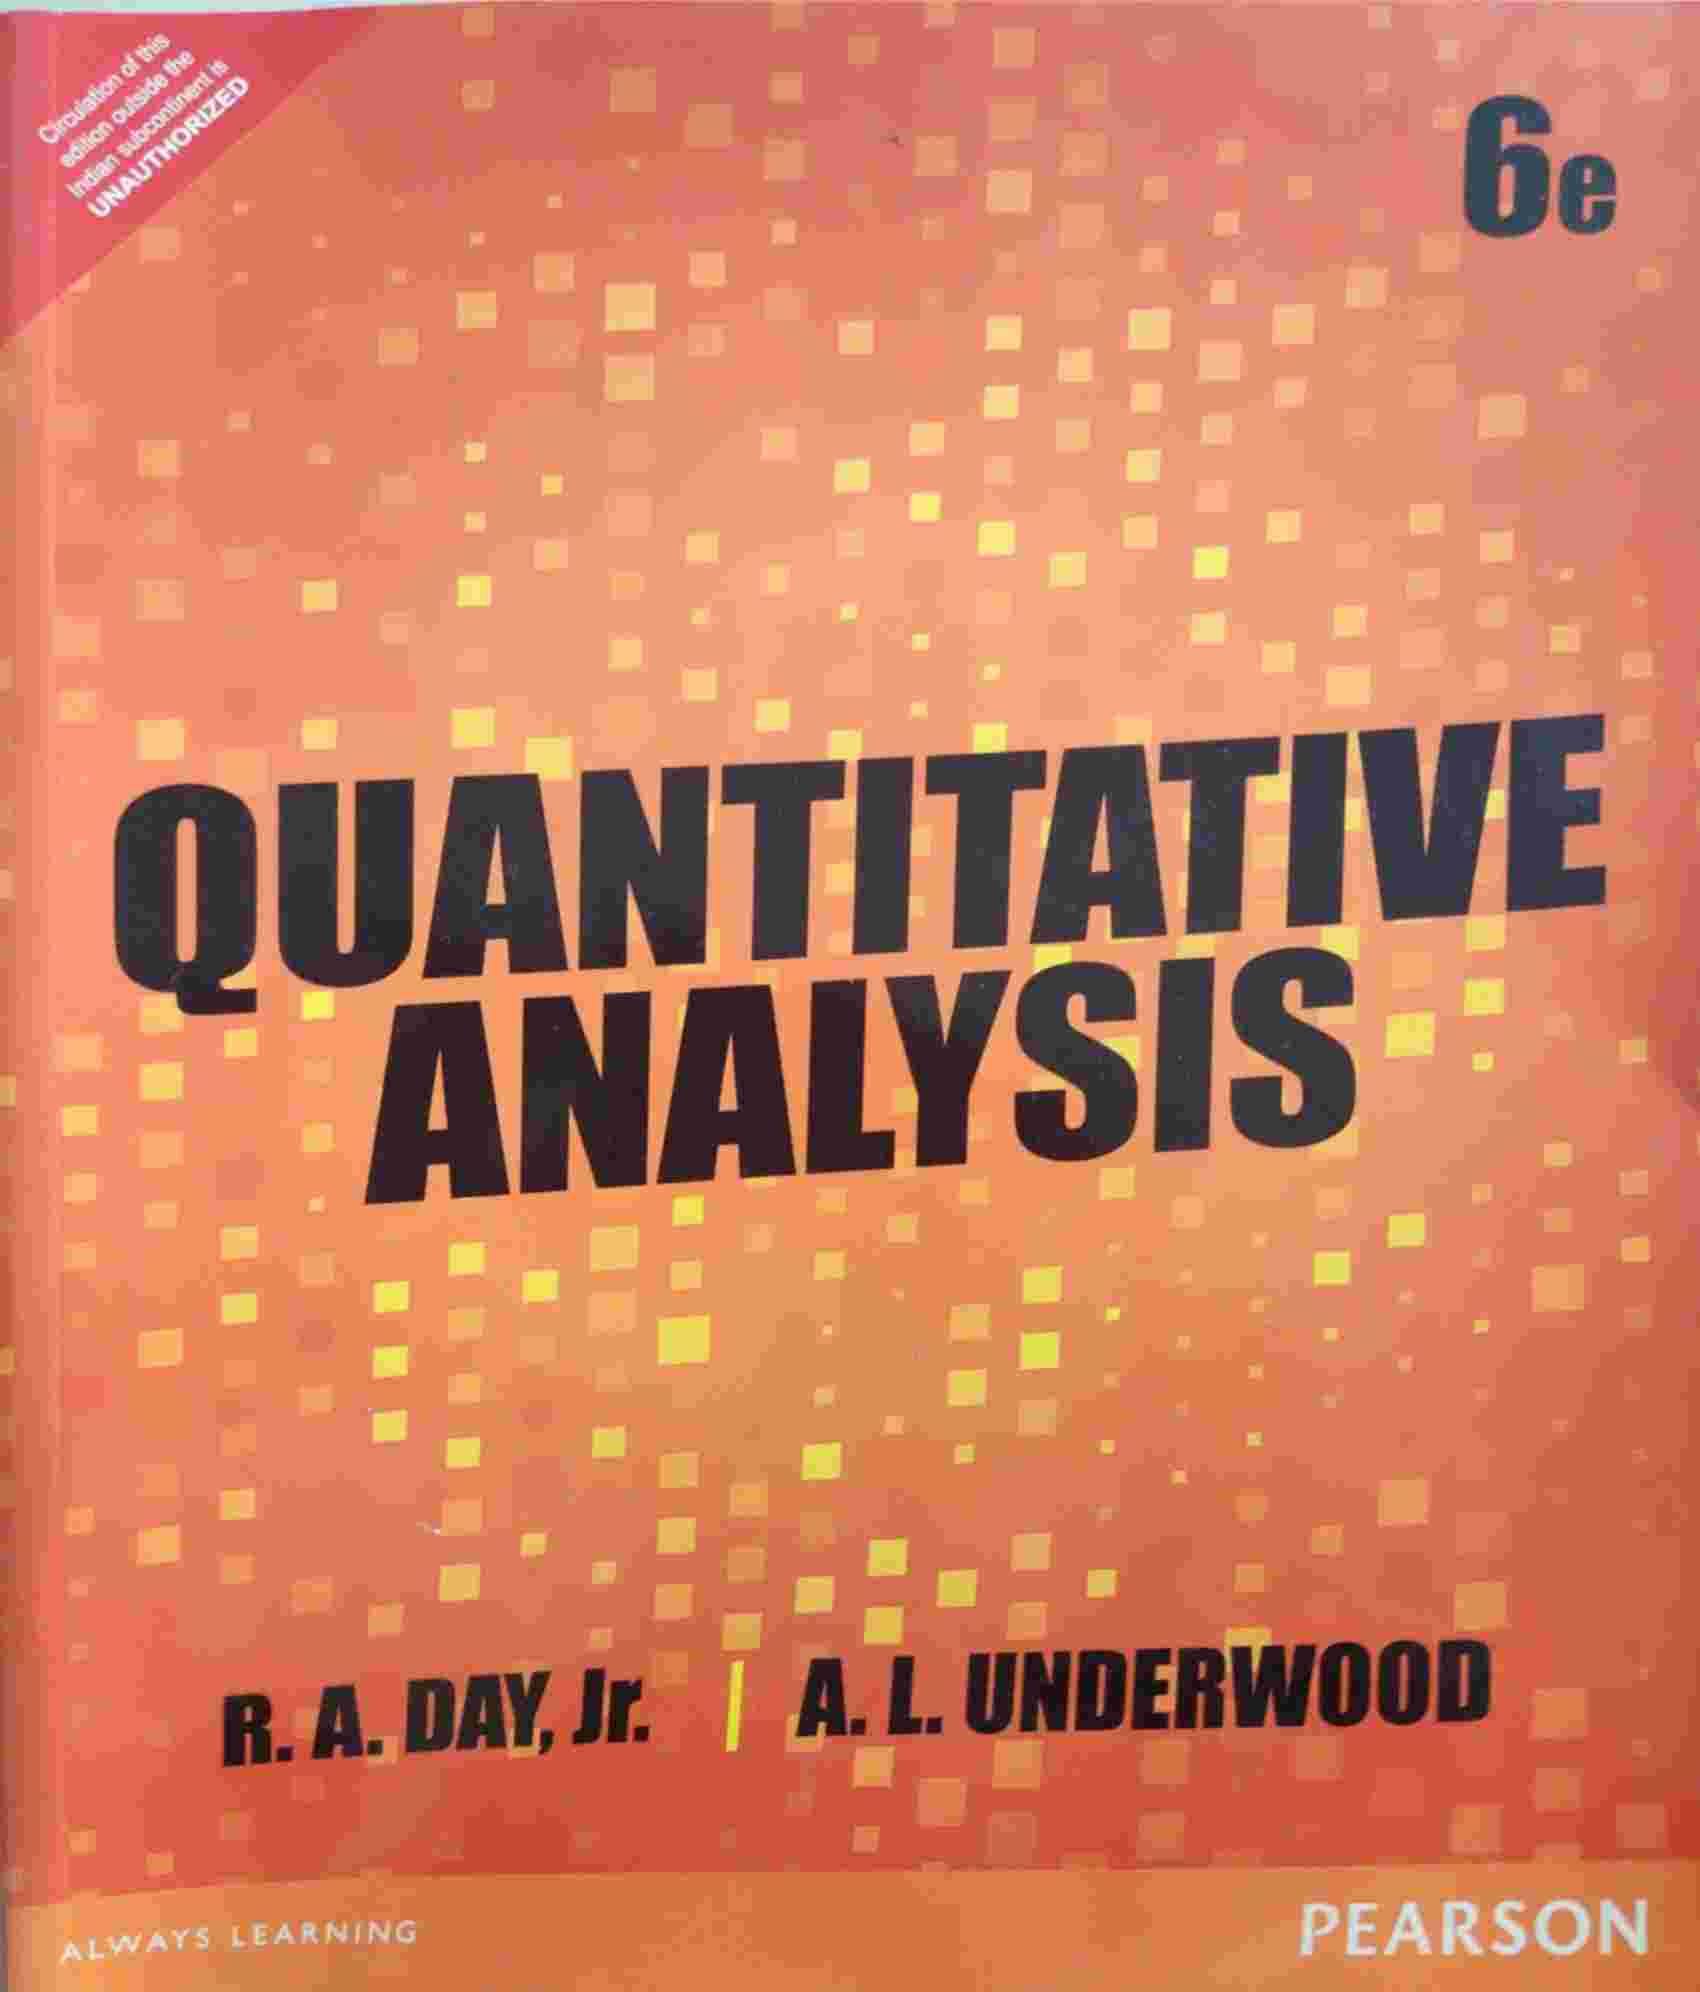 Circulation of this
edition outside the
Indian subcontinent is
UNAUTHORIZED
6e
QUANTITATIVE
ANALYSIS
R. A. DAY, Jr. | A. L. UNDERWOOD
ALWAYS LEARNING
PEARSON